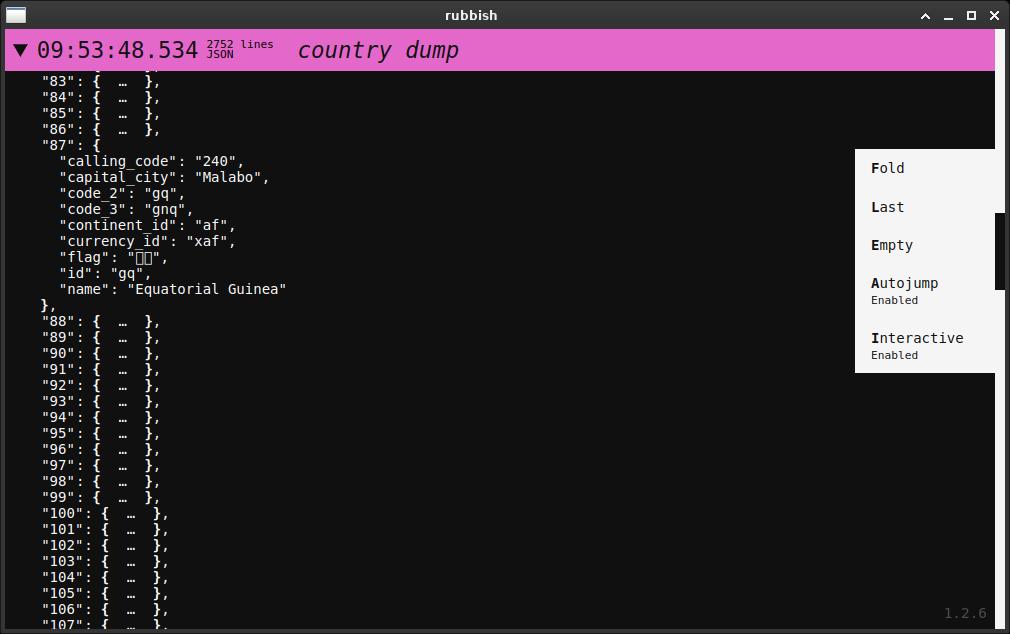 rubbish
▼ 09:53:48.534 2752 lines
JSON
country dump
"83": { … },
"84": { … },
"85": { … },
"86": { … },
"87": {
"calling_code": "240",
"capital_city": "Malabo",
"code_2": "gq",
"code_3": "gnq",
"continent_id": "af",
"currency_id": "xaf",
"flag": "▯▯",
"id": "gq",
"name": "Equatorial Guinea"
},
"88": { … },
"89": { … },
"90": { … },
"91": { … },
"92": { … },
"93": { … },
"94": { … },
"95": { … },
"96": { … },
"97": { … },
"98": { … },
"99": { … },
"100": { … },
"101": { … },
"102": { … },
"103": { … },
"104": { … },
"105": { … },
"106": { … },
"107": { … },
Fold
Last
Empty
Autojump
Enabled
Interactive
Enabled
1.2.6